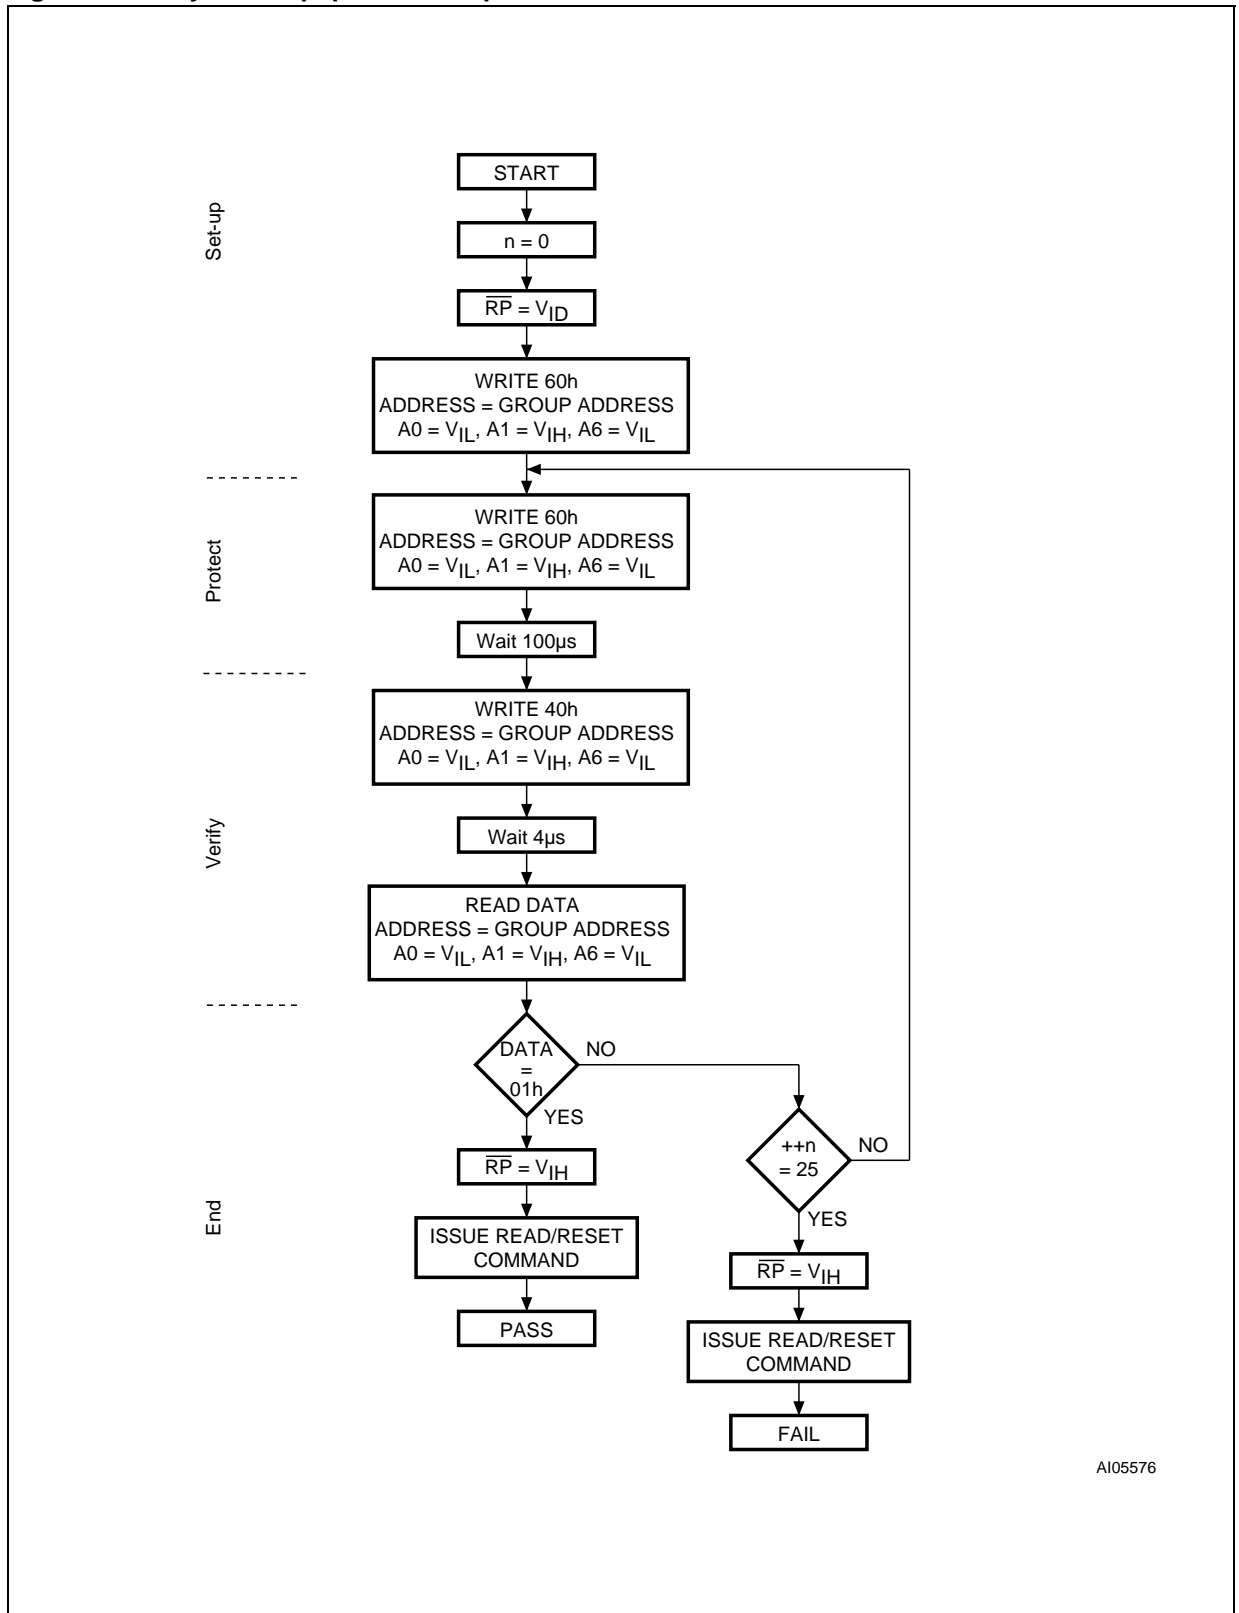 START
n = 0
RP = VID
Set-up
WRITE 60h
ADDRESS = GROUP ADDRESS
A0 = VIL, A1 = VIH, A6 = VIL
WRITE 60h
ADDRESS = GROUP ADDRESS
A0 = VIL, A1 = VIH, A6 = VIL
Protect
Wait 100µs
WRITE 40h
ADDRESS = GROUP ADDRESS
A0 = VIL, A1 = VIH, A6 = VIL
Verify
Wait 4µs
READ DATA
ADDRESS = GROUP ADDRESS
A0 = VIL, A1 = VIH, A6 = VIL
DATA
=
01h
NO
YES
++n
= 25
NO
YES
End
RP = VIH
ISSUE READ/RESET
COMMAND
PASS
RP = VIH
ISSUE READ/RESET
COMMAND
FAIL
AI05576